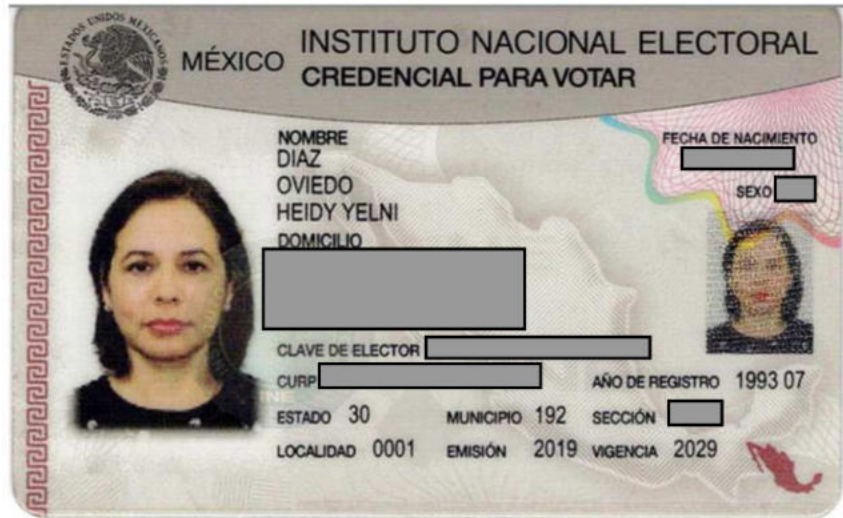 ESTADOS UNIDOS MEXICANOS
MÉXICO
INSTITUTO NACIONAL ELECTORAL
CREDENCIAL PARA VOTAR
NOMBRE
DIAZ
OVIEDO
HEIDY YELNI
FECHA DE NACIMIENTO
SEXO
DOMICILIO
CLAVE DE ELECTOR
CURP
AÑO DE REGISTRO 1993 07
ESTADO 30 MUNICIPIO 192 SECCIÓN
LOCALIDAD 0001 EMISIÓN 2019 VIGENCIA 2029